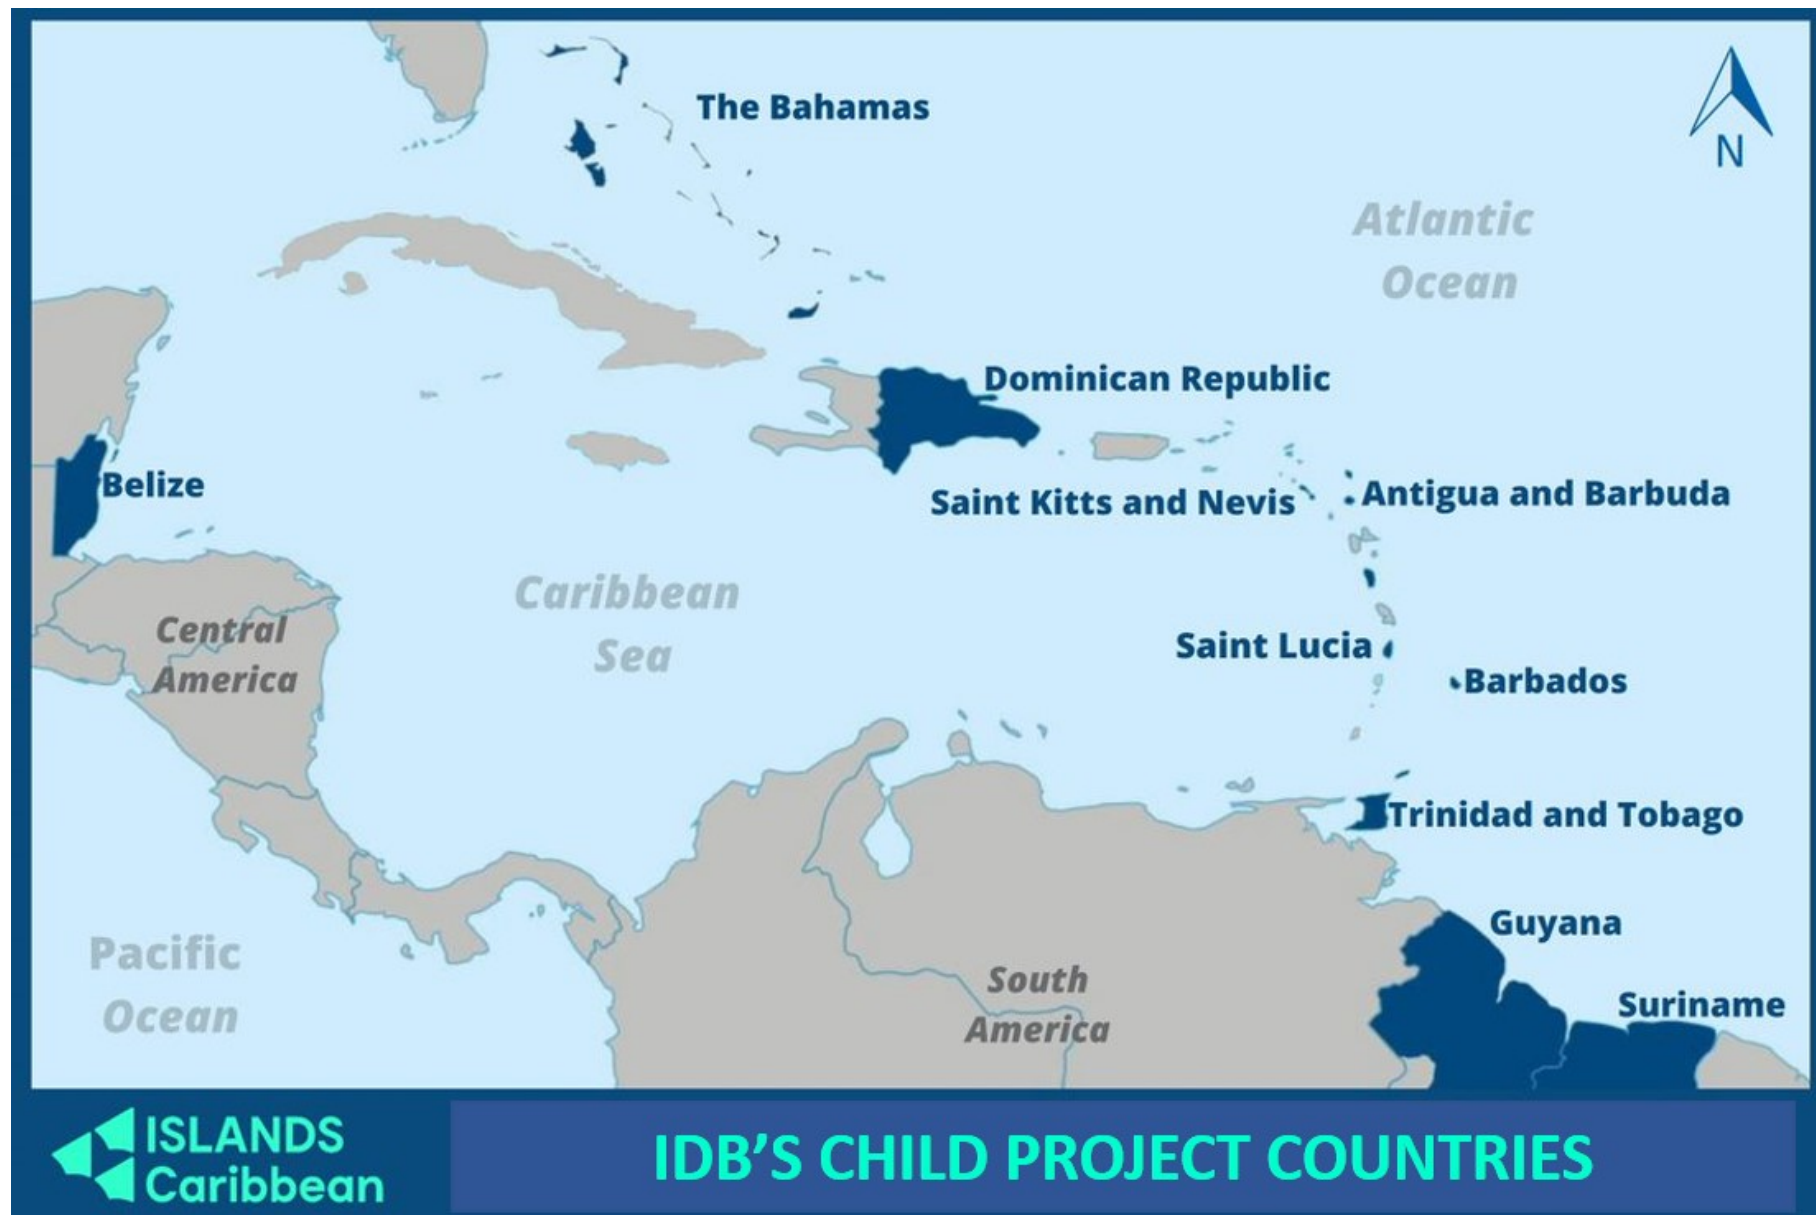 The Bahamas
N
Atlantic
Ocean
Dominican Republic
Belize
Saint Kitts and Nevis
Antigua and Barbuda
Caribbean
Sea
Central
America
Saint Lucia
Barbados
Trinidad and Tobago
Guyana
Pacific
Ocean
South
America
Suriname
ISLANDS
Caribbean
IDB'S CHILD PROJECT COUNTRIES